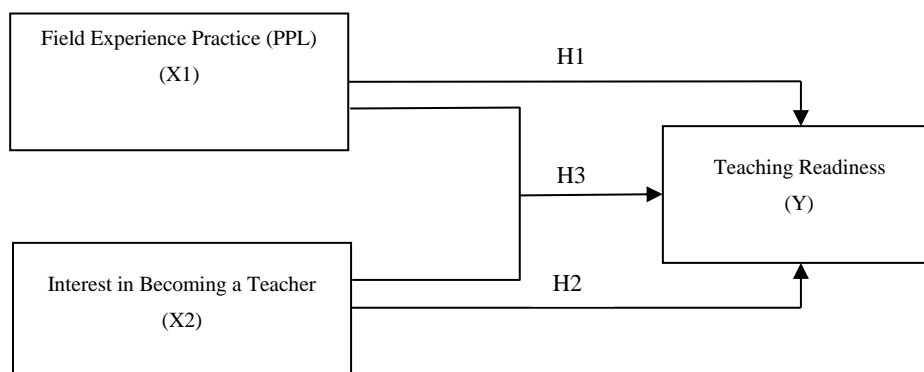 Field Experience Practice (PPL)
(X1)
H1
Teaching Readiness
(Y)
H3
Interest in Becoming a Teacher
(X2)
H2